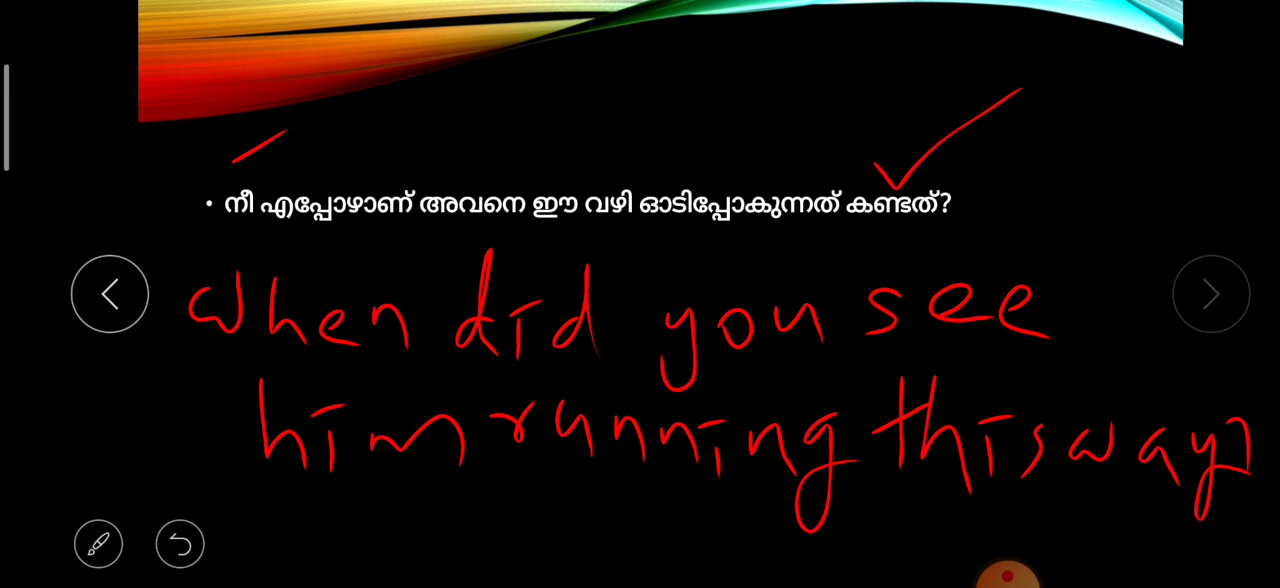 • നീ എപ്പോഴാണ് അവനെ ഈ വഴി ഓടിപ്പോകുന്നത് കണ്ടത്?
When did you see
him running this way?